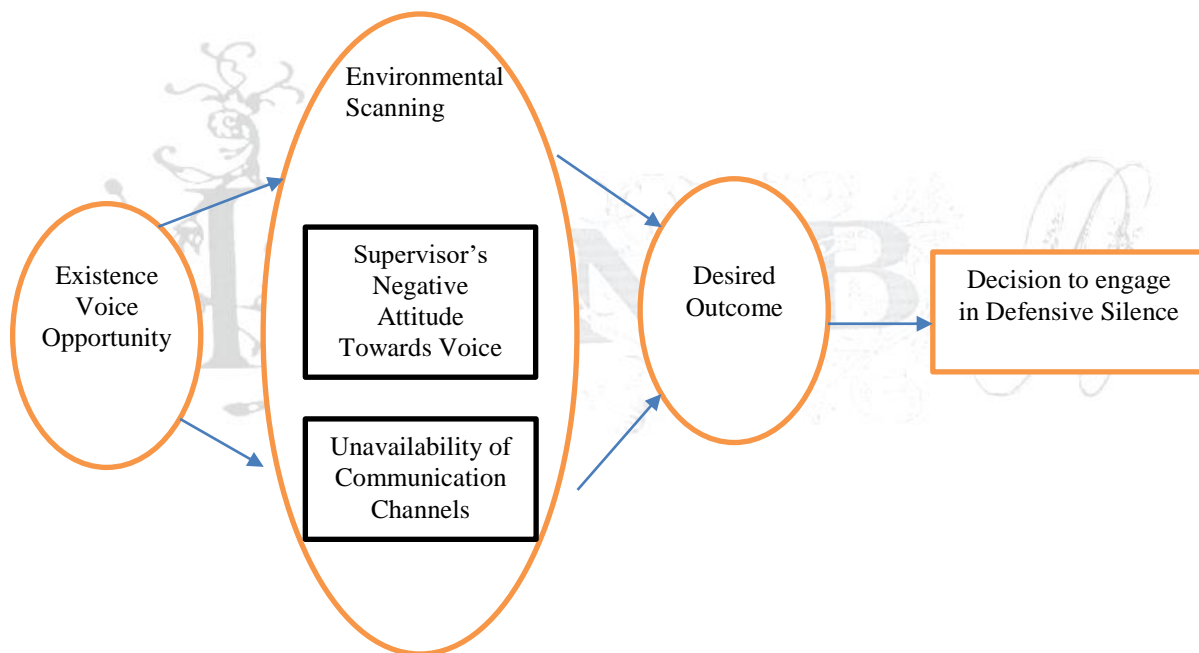 Environmental
Scanning
Existence
Voice
Opportunity
Supervisor’s
Negative
Attitude
Towards Voice
Unavailability of
Communication
Channels
Desired
Outcome
Decision to engage
in Defensive Silence